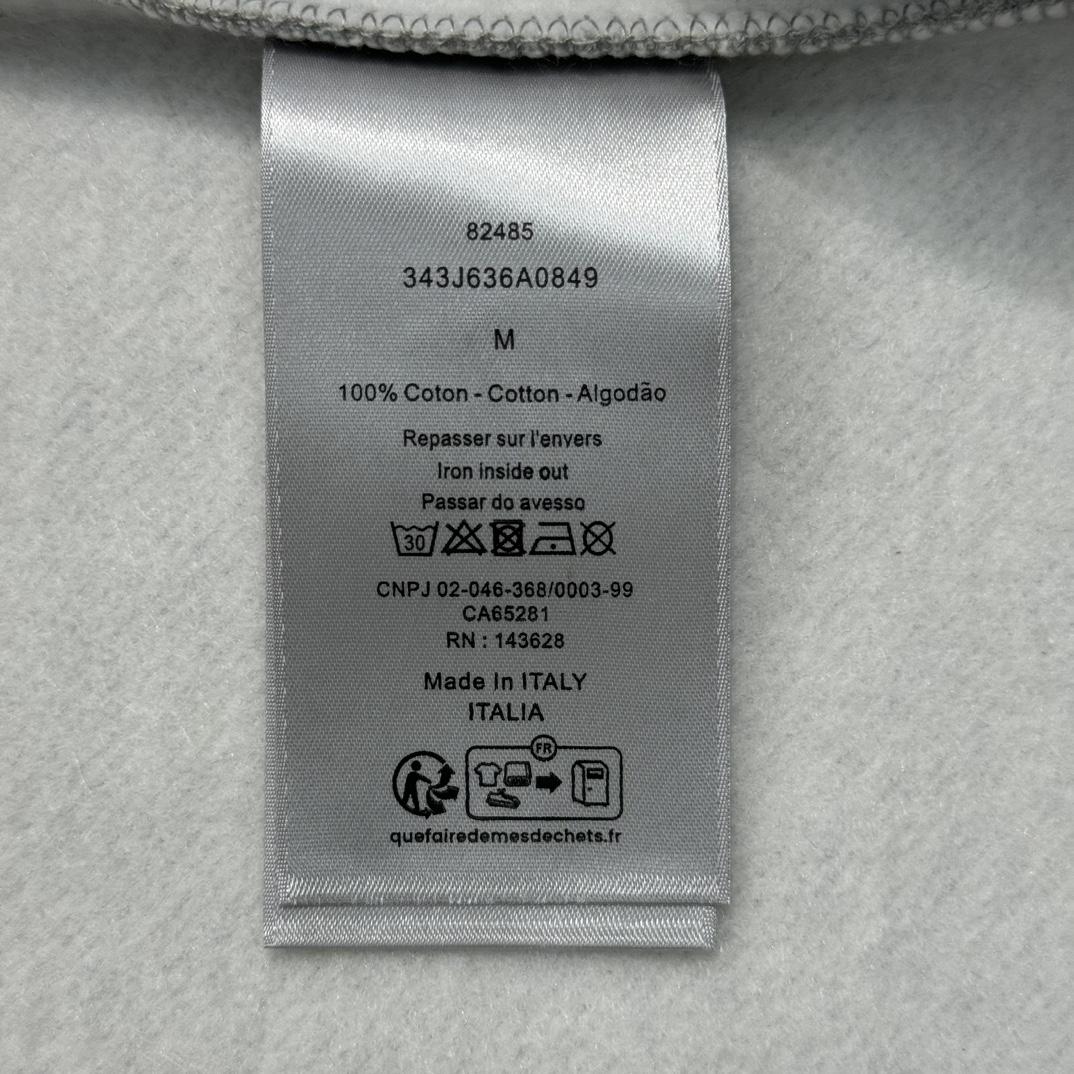 82485
343J636A0849
M
100% Coton - Cotton - Algodão
Repasser sur l'envers
Iron inside out
Passar do avesso
30
CNPJ 02-046-368/0003-99
CA65281
RN : 143628
Made In ITALY
ITALIA
FR
quefairedemesdechets.fr